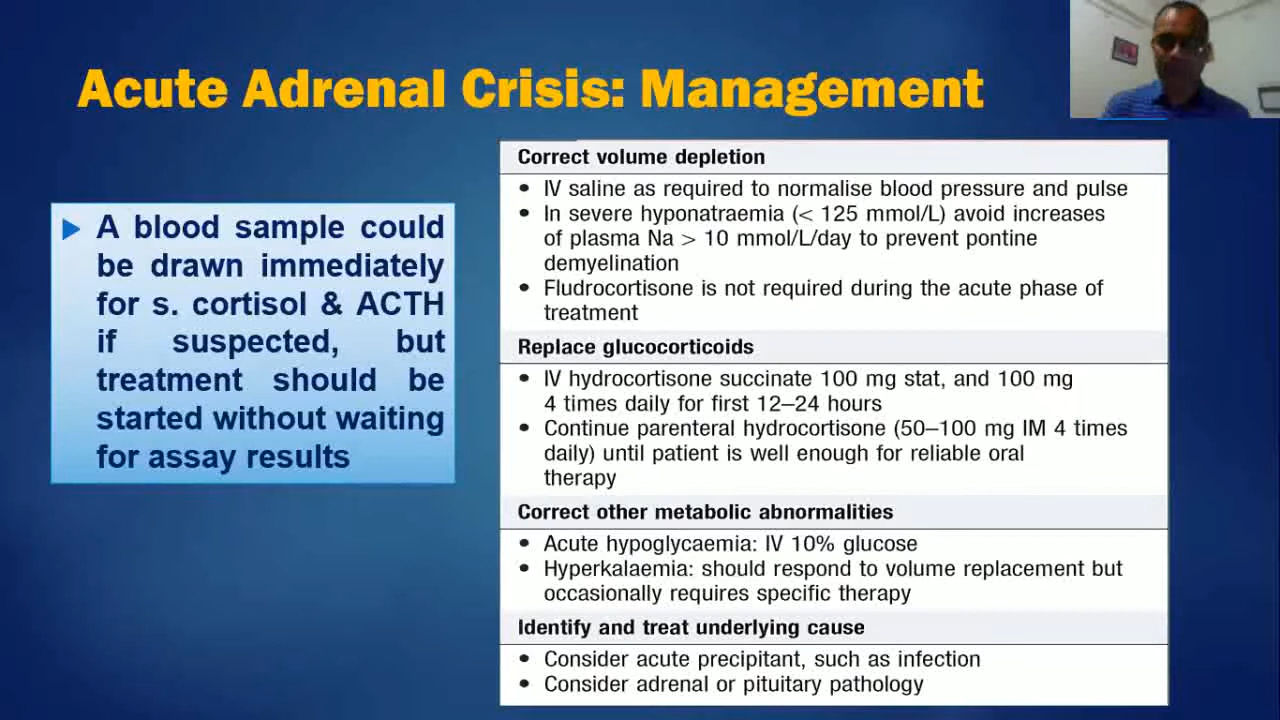 Acute Adrenal Crisis: Management
A blood sample could
be drawn immediately
for s. cortisol & ACTH
if suspected, but
treatment should be
started without waiting
for assay results
Correct volume depletion
• IV saline as required to normalise blood pressure and pulse
• In severe hyponatraemia (< 125 mmol/L) avoid increases
of plasma Na > 10 mmol/L/day to prevent pontine
demyelination
• Fludrocortisone is not required during the acute phase of
treatment
Replace glucocorticoids
• IV hydrocortisone succinate 100 mg stat, and 100 mg
4 times daily for first 12–24 hours
• Continue parenteral hydrocortisone (50–100 mg IM 4 times
daily) until patient is well enough for reliable oral
therapy
Correct other metabolic abnormalities
• Acute hypoglycaemia: IV 10% glucose
• Hyperkalaemia: should respond to volume replacement but
occasionally requires specific therapy
Identify and treat underlying cause
• Consider acute precipitant, such as infection
• Consider adrenal or pituitary pathology